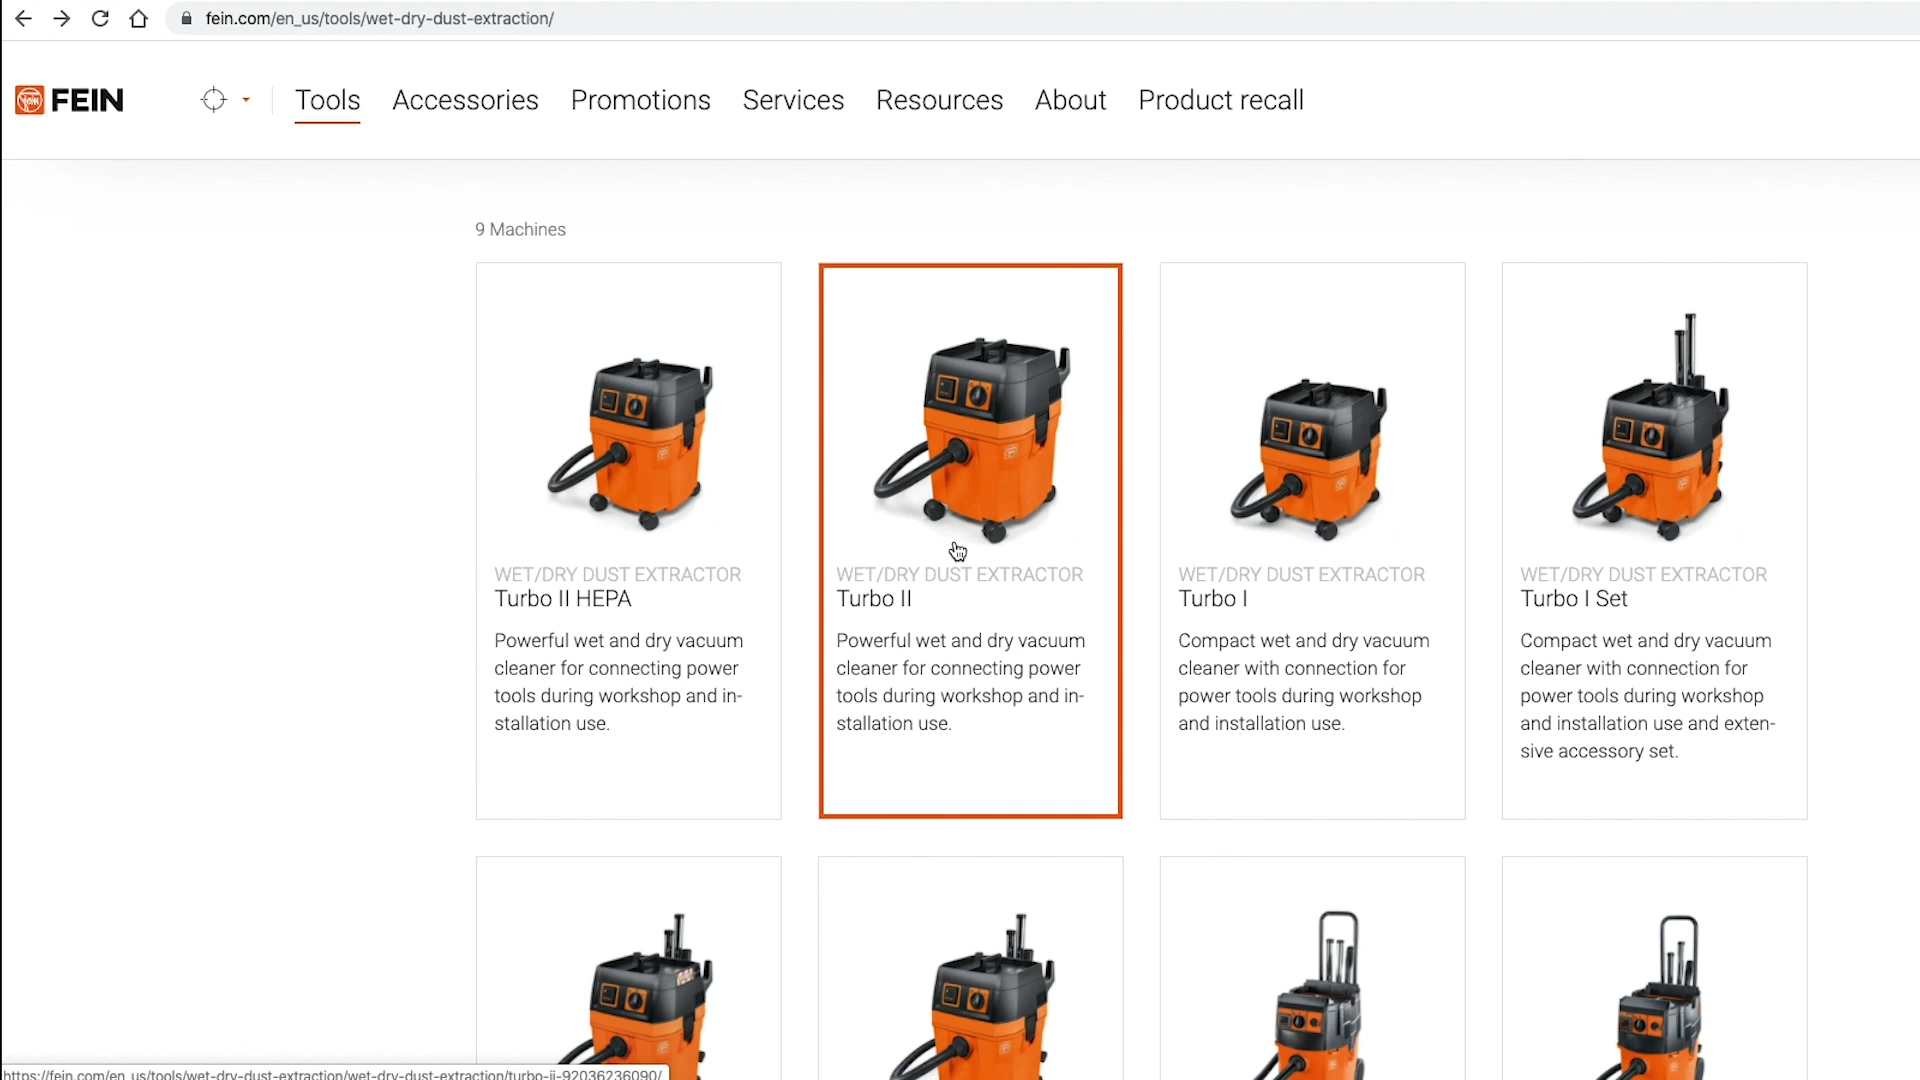 fein.com/en_us/tools/wet-dry-dust-extraction/
FEIN
Tools
Accessories
Promotions
Services
Resources
About
Product recall
9 Machines
WET/DRY DUST EXTRACTOR
Turbo II HEPA
Powerful wet and dry vacuum
cleaner for connecting power
tools during workshop and in-
stallation use.
WET/DRY DUST EXTRACTOR
Turbo II
Powerful wet and dry vacuum
cleaner for connecting power
tools during workshop and in-
stallation use.
WET/DRY DUST EXTRACTOR
Turbo I
Compact wet and dry vacuum
cleaner with connection for
power tools during workshop
and installation use.
WET/DRY DUST EXTRACTOR
Turbo I Set
Compact wet and dry vacuum
cleaner with connection for
power tools during workshop
and installation use and exten-
sive accessory set.
https://fein.com/en_us/tools/wet-dry-dust-extraction/wet-dry-dust-extraction/turbo-ii-92036236090/